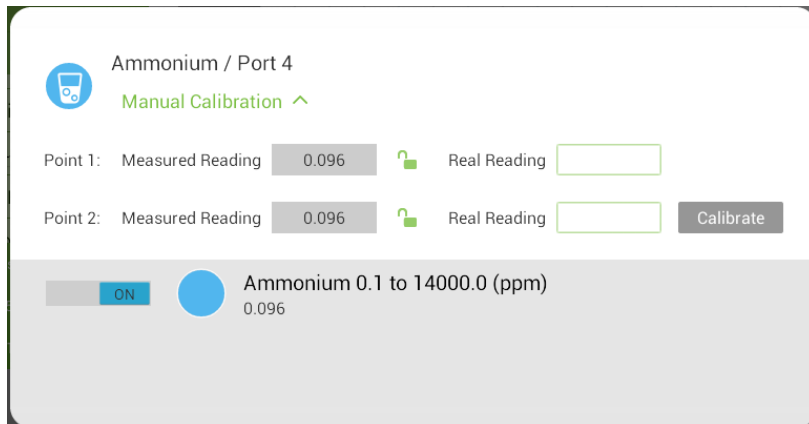 Ammonium / Port 4
Manual Calibration
Point 1: Measured Reading 0.096 Real Reading
Point 2: Measured Reading 0.096 Real Reading Calibrate
ON
Ammonium 0.1 to 14000.0 (ppm)
0.096